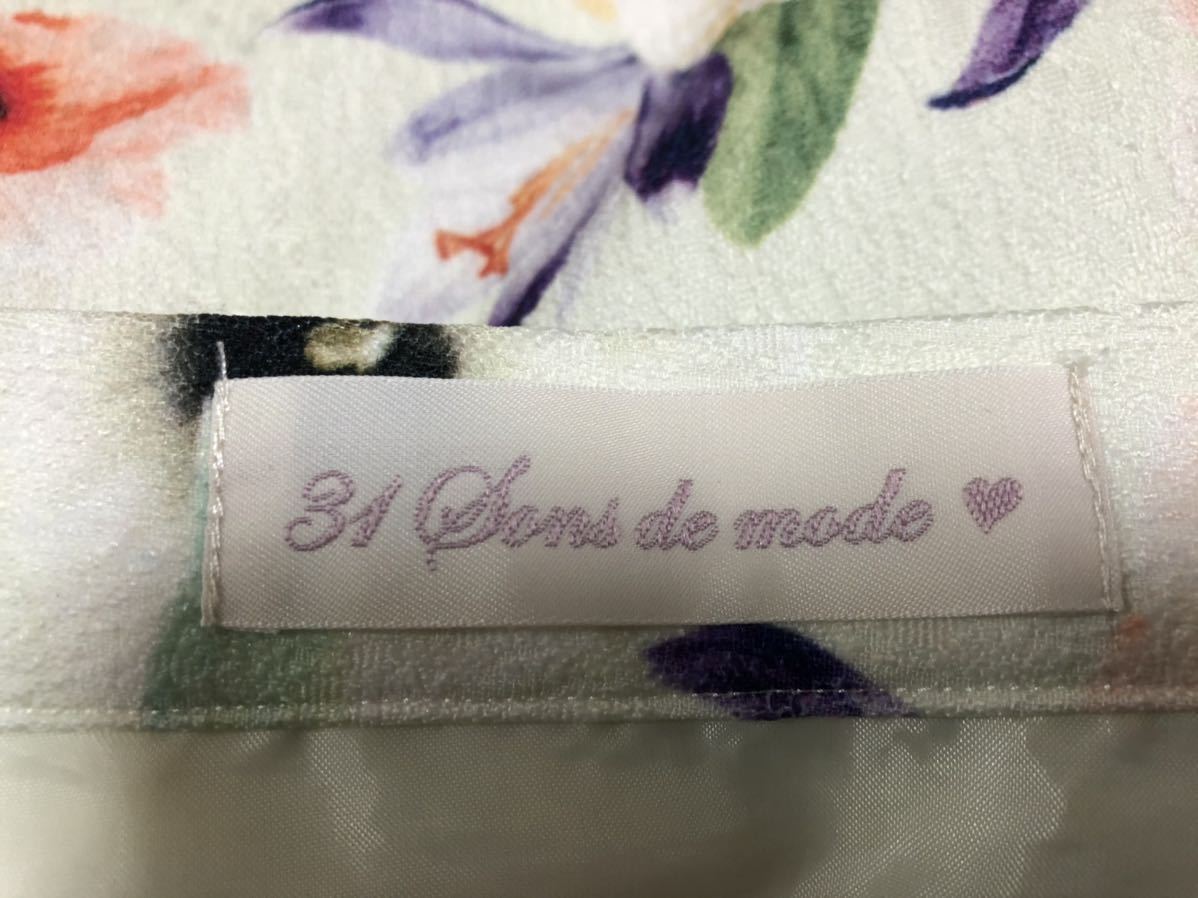 31 Sons de mode ♥